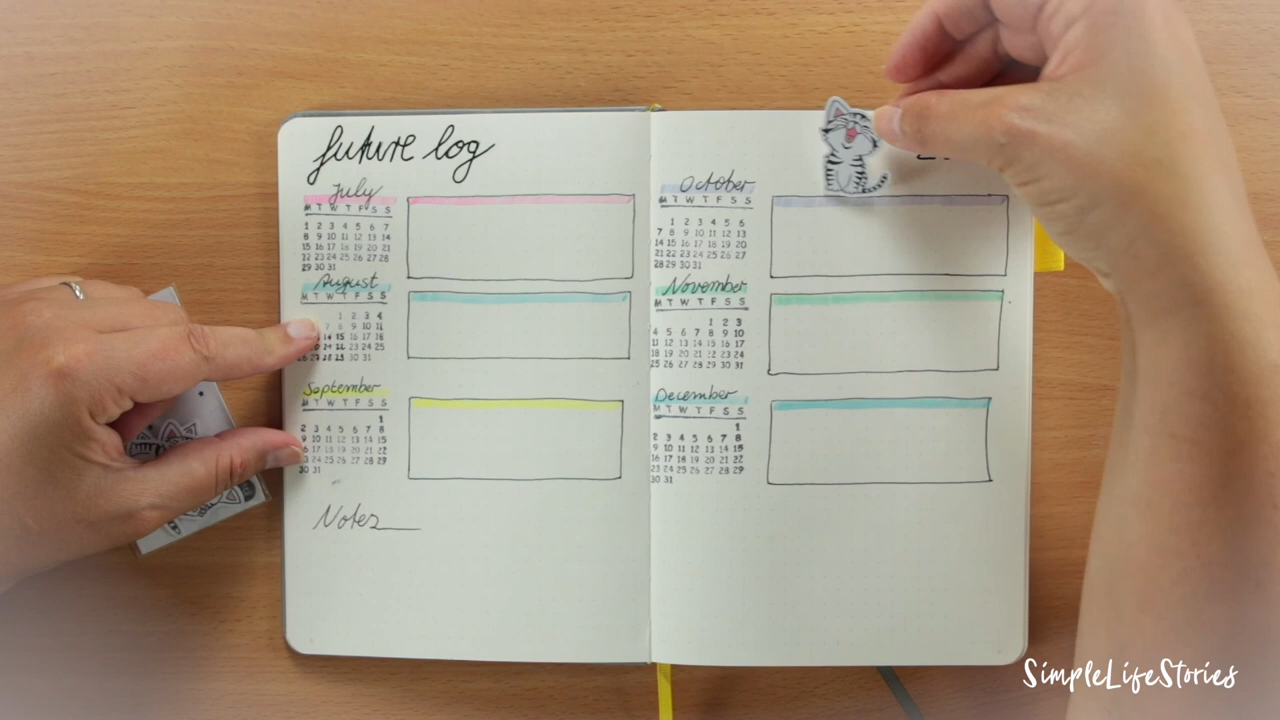 future log
July
M T W T F S S
1 2 3 4 5 6 7
8 9 10 11 12 13 14
15 16 17 18 19 20 21
22 23 24 25 26 27 28
29 30 31
August
M T W T F S S
1 2 3 4
7 8 9 10 11
14 15 16 17 18
22 23 24 25
27 28 29 30 31
September
M T W T F S S
1
2 3 4 5 6 7 8
9 10 11 12 13 14 15
17 18 19 20 21 22
24 25 26 27 28 29
30 31
Notes
October
M T W T F S S
1 2 3 4 5 6
7 8 9 10 11 12 13
14 15 16 17 18 19 20
21 22 23 24 25 26 27
28 29 30 31
November
M T W T F S S
1 2 3
4 5 6 7 8 9 10
11 12 13 14 15 16 17
18 19 20 21 22 23 24
25 26 27 28 29 30 31
December
M T W T F S S
1
2 3 4 5 6 7 8
9 10 11 12 13 14 15
16 17 18 19 20 21 22
23 24 25 26 27 28 29
30 31
SimpleLifeStories